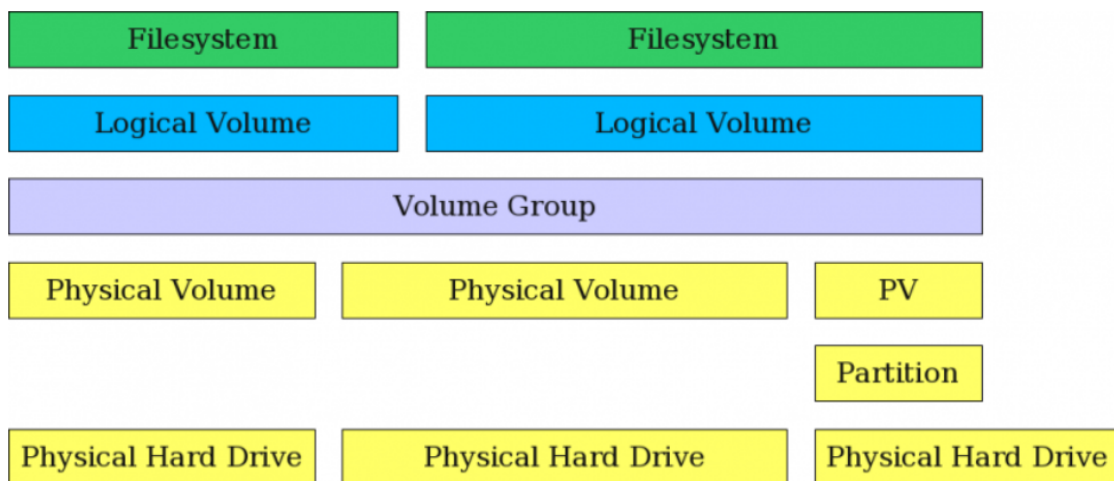 Filesystem Filesystem
Logical Volume Logical Volume
Volume Group
Physical Volume Physical Volume PV
Partition
Physical Hard Drive Physical Hard Drive Physical Hard Drive